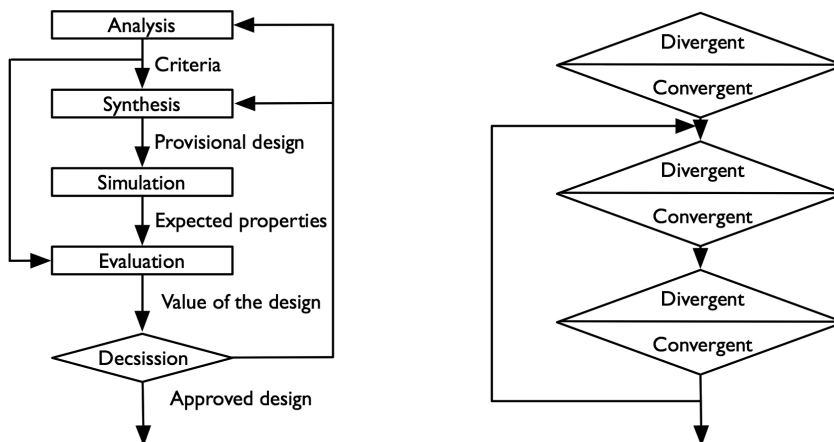 Analysis
Criteria
Synthesis
Provisional design
Simulation
Expected properties
Evaluation
Value of the design
Decsission
Approved design
Divergent
Convergent
Divergent
Convergent
Divergent
Convergent